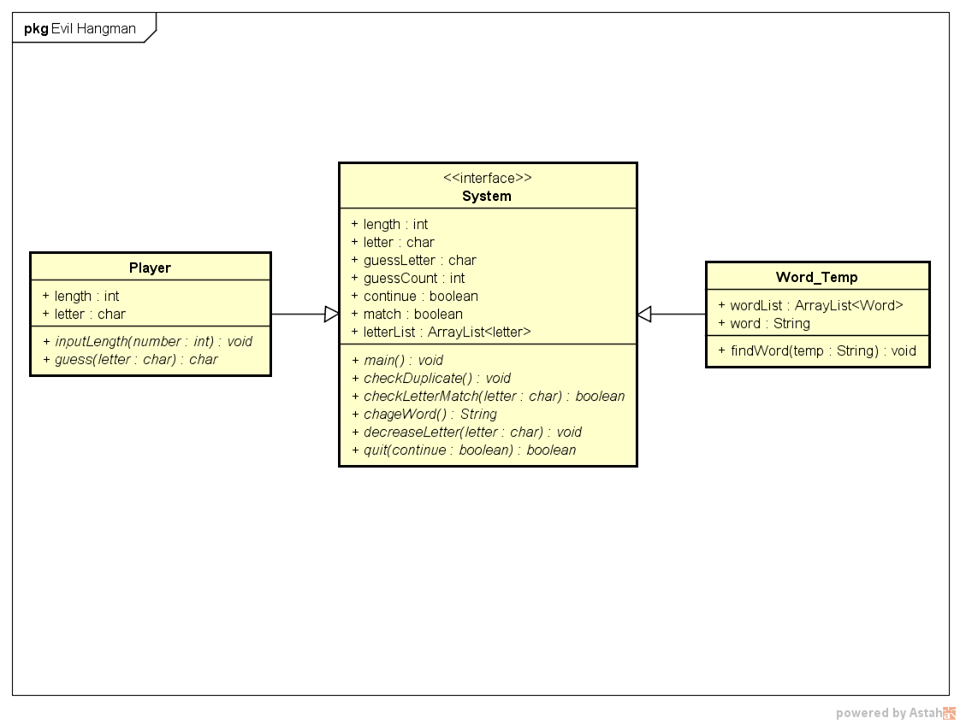 pkg Evil Hangman
<<interface>>
System
+ length : int
+ letter : char
+ guessLetter : char
+ guessCount : int
+ continue : boolean
+ match : boolean
+ letterList : ArrayList<letter>
+ main() : void
+ checkDuplicate() : void
+ checkLetterMatch(letter : char) : boolean
+ chageWord() : String
+ decreaseLetter(letter : char) : void
+ quit(continue : boolean) : boolean
Player
+ length : int
+ letter : char
+ inputLength(number : int) : void
+ guess(letter : char) : char
Word_Temp
+ wordList : ArrayList<Word>
+ word : String
+ findWord(temp : String) : void
powered by Astah